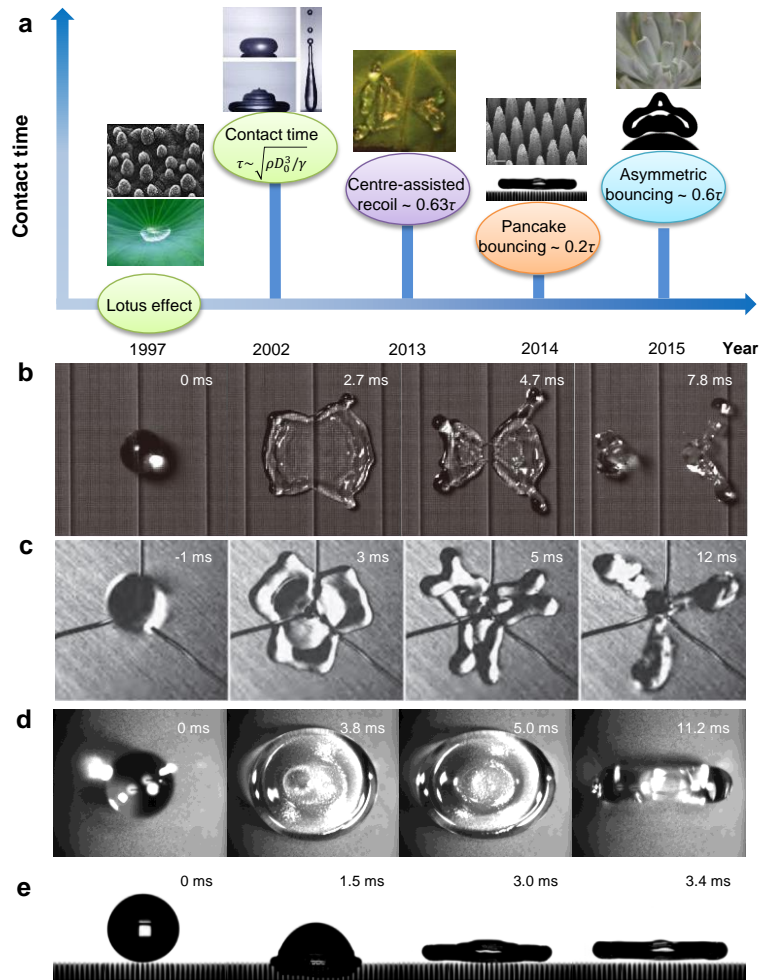 a
Contact time
Lotus effect
Contact time
τ~ √ρD₀³/γ
Centre-assisted
recoil ~ 0.63τ
Pancake
bouncing ~ 0.2τ
Asymmetric
bouncing ~ 0.6τ
1997
2002
2013
2014
2015
Year
b
0 ms
2.7 ms
4.7 ms
7.8 ms
c
-1 ms
3 ms
5 ms
12 ms
d
0 ms
3.8 ms
5.0 ms
11.2 ms
e
0 ms
1.5 ms
3.0 ms
3.4 ms